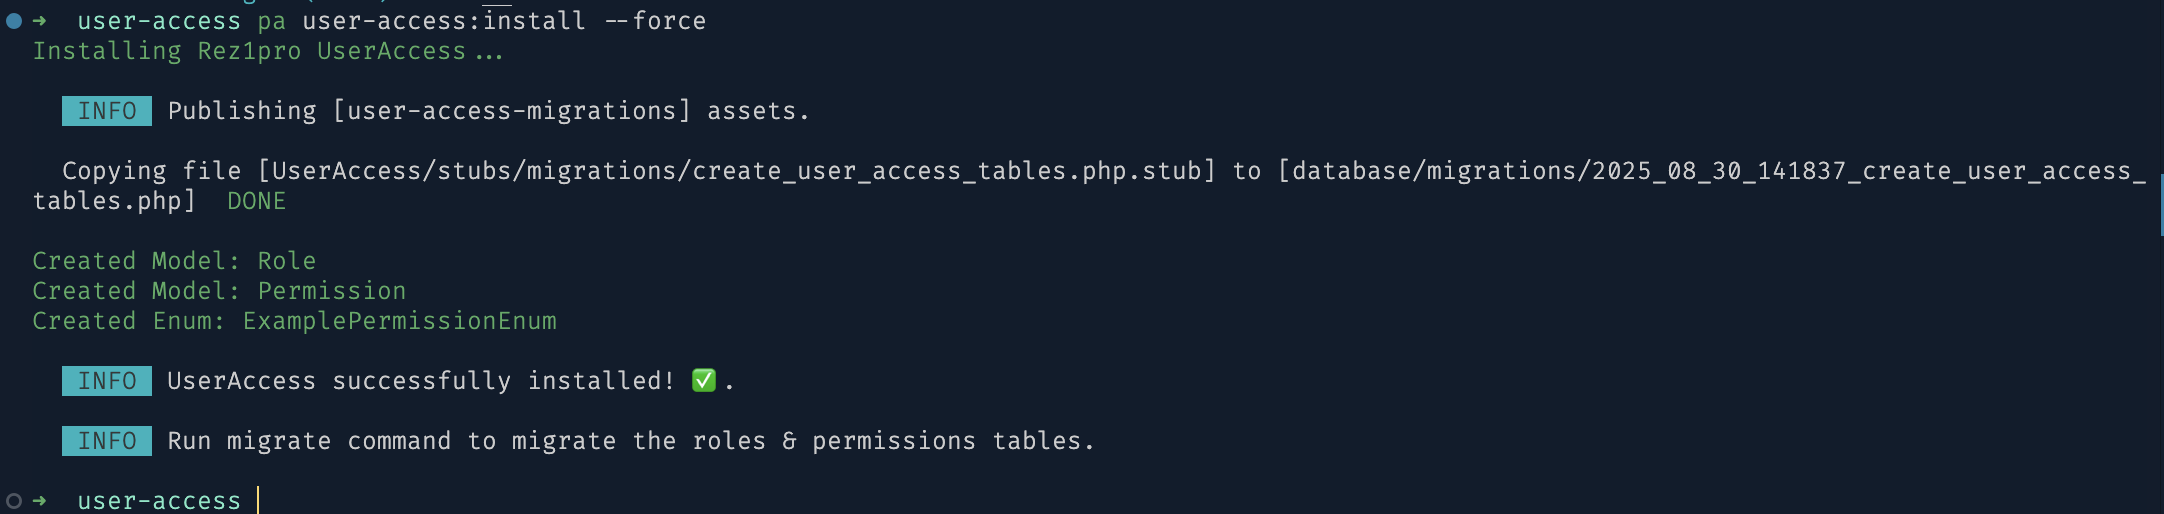 ➜ user-access pa user-access:install --force
Installing Rez1pro UserAccess...
INFO Publishing [user-access-migrations] assets.
Copying file [UserAccess/stubs/migrations/create_user_access_tables.php.stub] to [database/migrations/2025_08_30_141837_create_user_access_
tables.php] DONE
Created Model: Role
Created Model: Permission
Created Enum: ExamplePermissionEnum
INFO UserAccess successfully installed! ✅.
INFO Run migrate command to migrate the roles & permissions tables.
➜ user-access